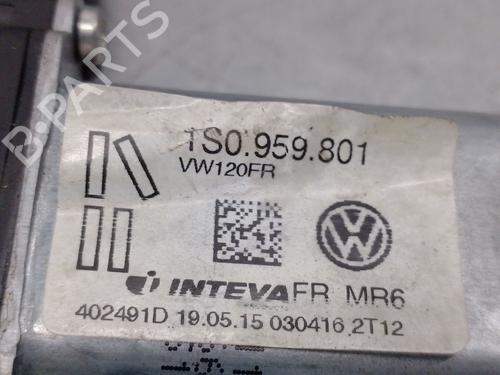 1S0.959.801
VW120FR
INTEVA FR MR6
402491D 19.05.15 030416 2T12
B-PARTS